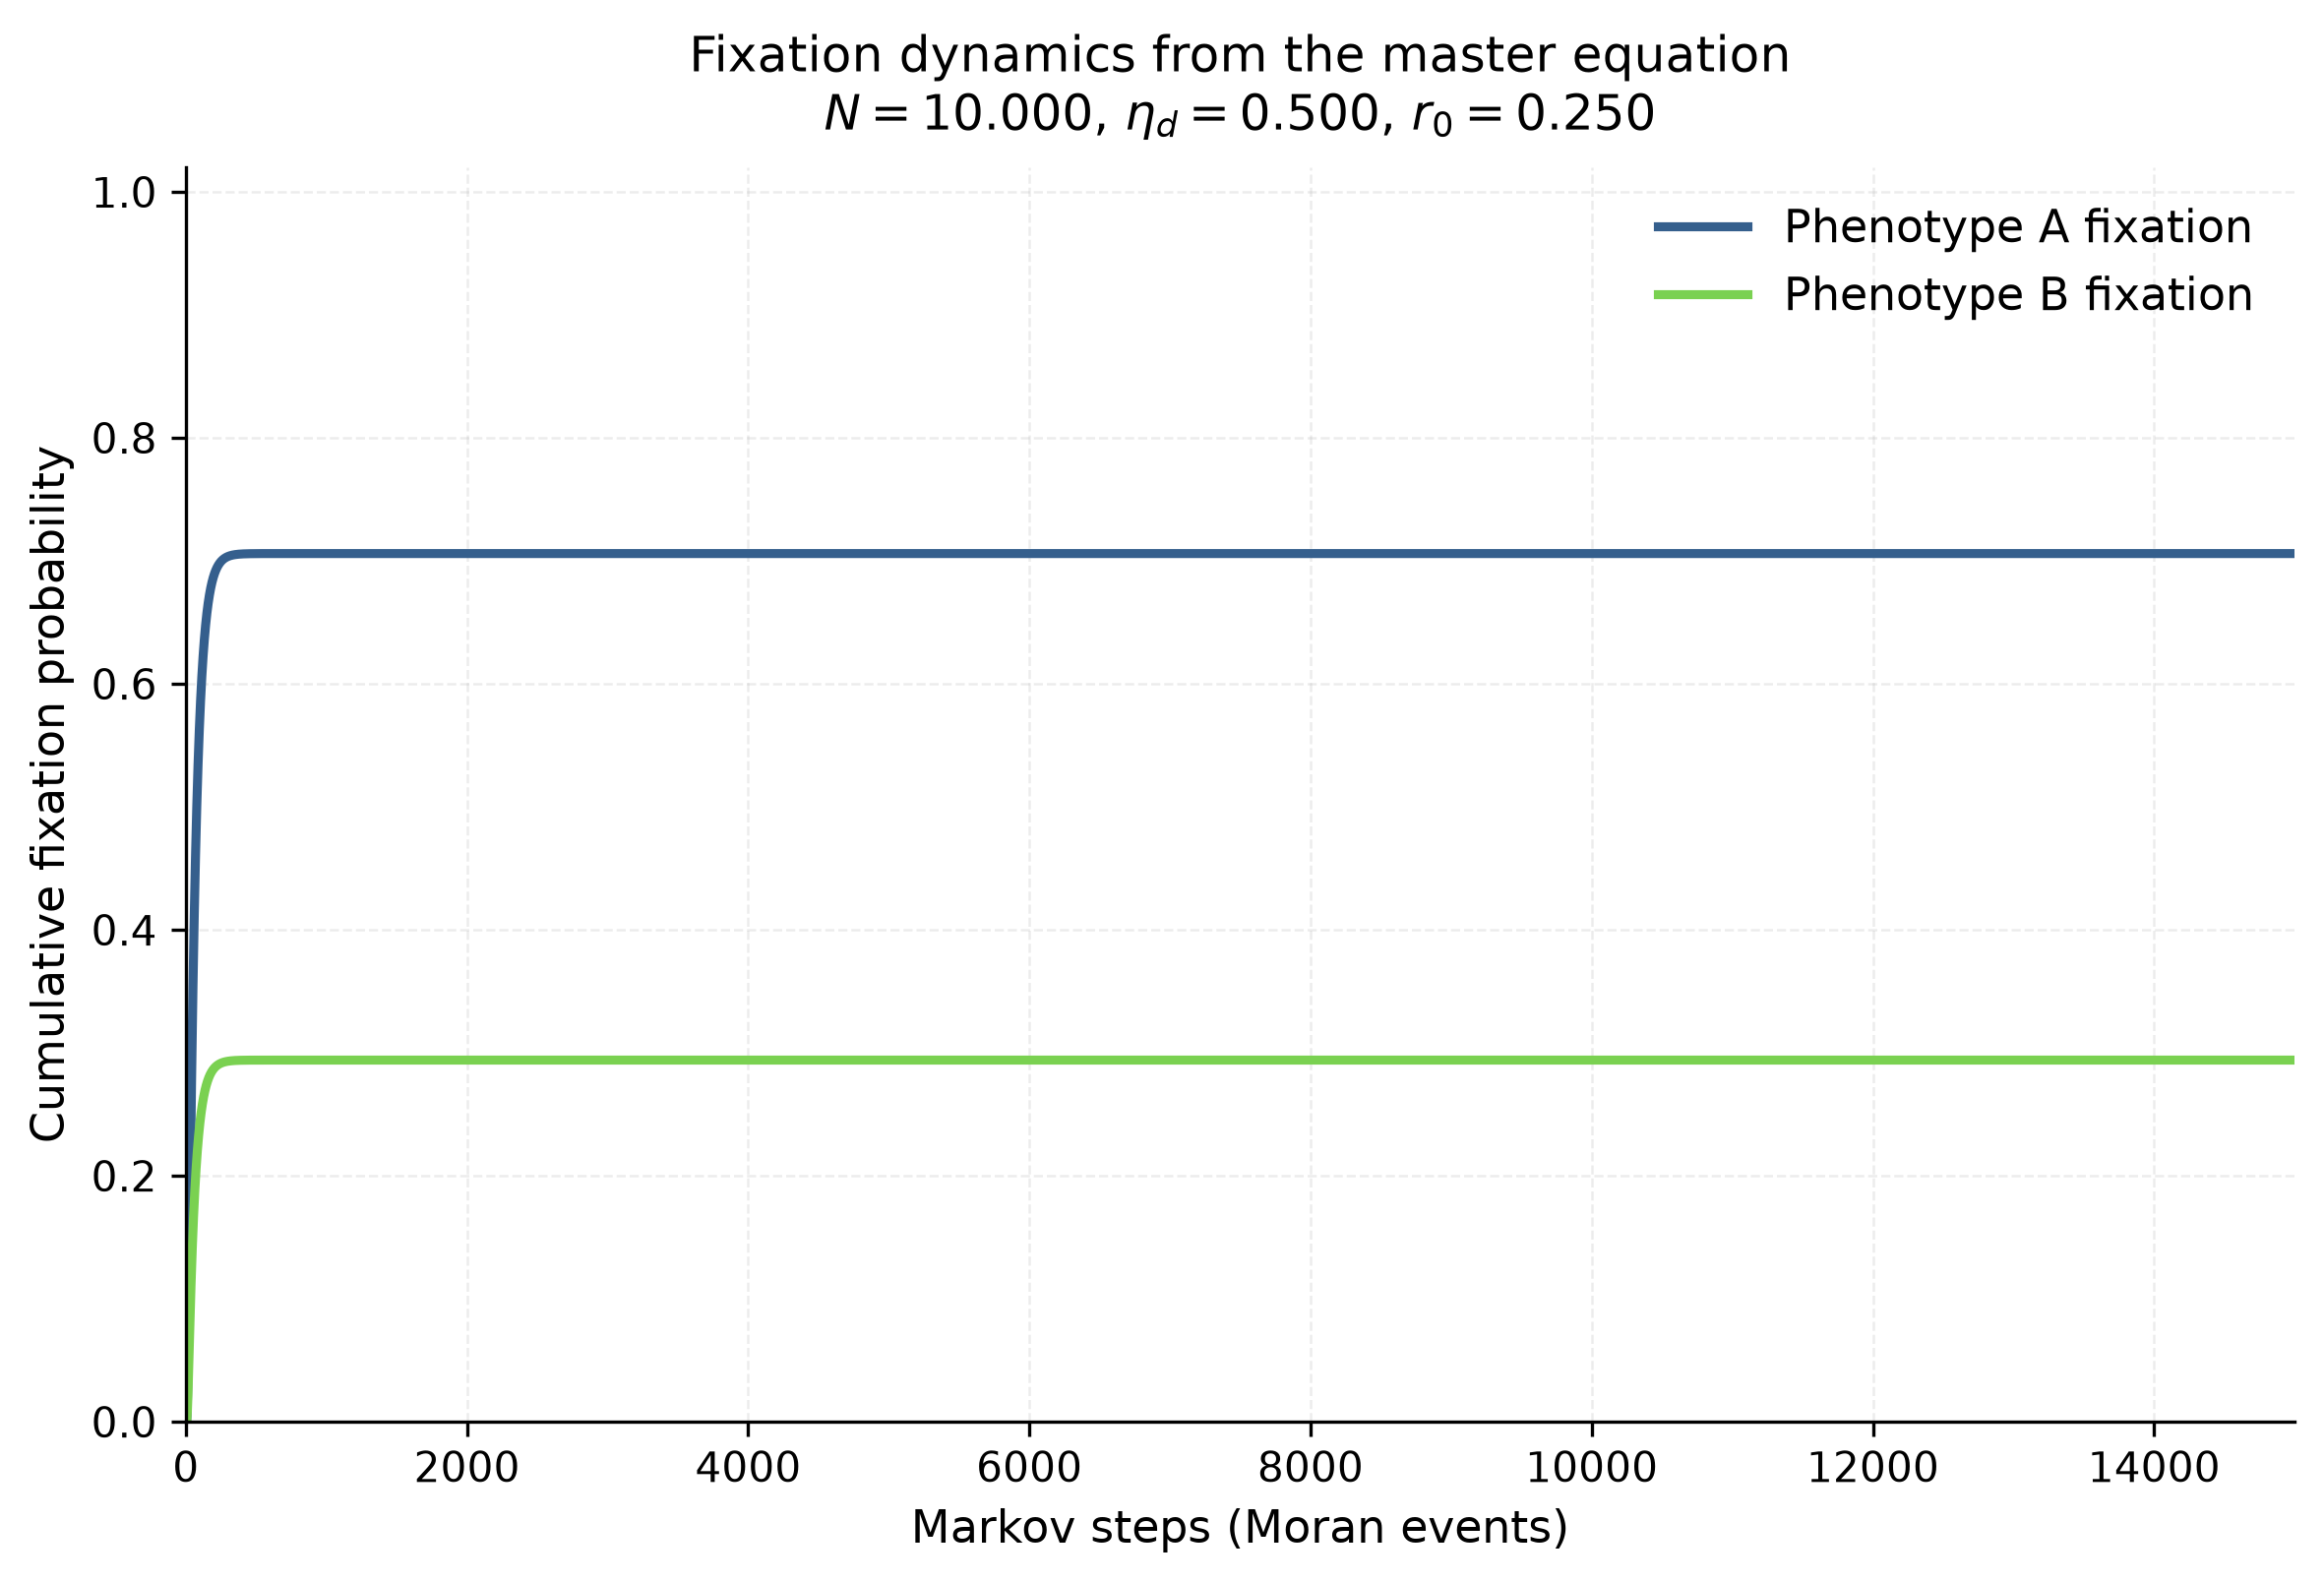 Fixation dynamics from the master equation
N = 10.000, η_d = 0.500, r_0 = 0.250
Cumulative fixation probability
1.0
0.8
0.6
0.4
0.2
0.0
Phenotype A fixation
Phenotype B fixation
0 2000 4000 6000 8000 10000 12000 14000
Markov steps (Moran events)